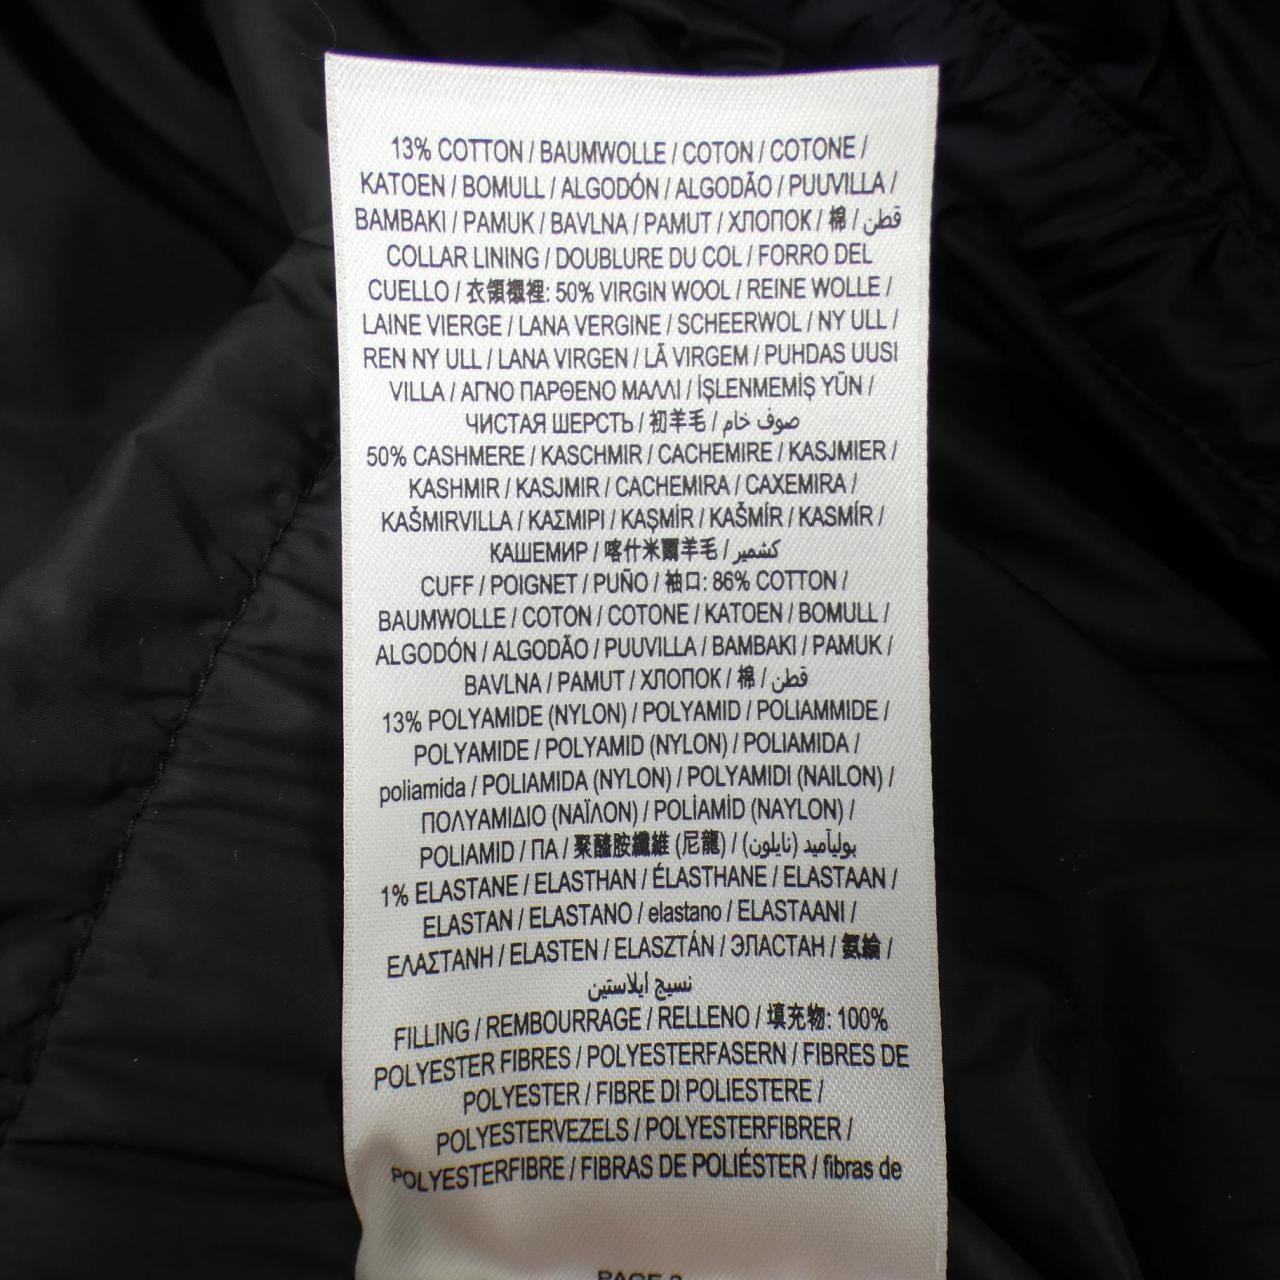 13% COTTON / BAUMWOLLE / COTON / COTONE /
KATOEN / BOMULL / ALGODÓN / ALGODÃO / PUUVILLA /
BAMBAKI / PAMUK / BAVLNA / PAMUT / ХЛОПОК / 棉 / قطن
COLLAR LINING / DOUBLURE DU COL / FORRO DEL
CUELLO / 衣領襯裡: 50% VIRGIN WOOL / REINE WOLLE /
LAINE VIERGE / LANA VERGINE / SCHEERWOL / NY ULL /
REN NY ULL / LANA VIRGEN / LÃ VIRGEM / PUHDAS UUSI
VILLA / ΑΓΝΟ ΠΑΡΘΕΝΟ ΜΑΛΛΙ / İŞLENMEMİŞ YÜN /
ЧИСТАЯ ШЕРСТЬ / 初羊毛 / صوف خام
50% CASHMERE / KASCHMIR / CACHEMIRE / KASJMIER /
KASHMIR / KASJMIR / CACHEMIRA / CAXEMIRA /
KAŠMIRVILLA / ΚΑΣΜΙΡΙ / KAŞMİR / KAŠMÍR / KASMÍR /
КАШЕМИР / 喀什米爾羊毛 / كشمير
CUFF / POIGNET / PUÑO / 袖口: 86% COTTON /
BAUMWOLLE / COTON / COTONE / KATOEN / BOMULL /
ALGODÓN / ALGODÃO / PUUVILLA / BAMBAKI / PAMUK /
BAVLNA / PAMUT / ХЛОПОК / 棉 / قطن
13% POLYAMIDE (NYLON) / POLYAMID / POLIAMMIDE /
POLYAMIDE / POLYAMID (NYLON) / POLIAMIDA /
poliamida / POLIAMIDA (NYLON) / POLYAMIDI (NAILON) /
ΠΟΛΥΑΜΙΔΙΟ (ΝΑΪΛΟΝ) / POLİAMİD (NAYLON) /
POLIAMID / ПА / 聚醯胺纖維 (尼龍) / بوليآميد (نايلون)
1% ELASTANE / ELASTHAN / ÉLASTHANE / ELASTAAN /
ELASTAN / ELASTANO / elastano / ELASTAANI /
ΕΛΑΣΤΑΝΗ / ELASTEN / ELASZTÁN / ЭЛАСТАН / 氨綸 /
نسيج ايلاستين
FILLING / REMBOURRAGE / RELLENO / 填充物: 100%
POLYESTER FIBRES / POLYESTERFASERN / FIBRES DE
POLYESTER / FIBRE DI POLIESTERE /
POLYESTERVEZELS / POLYESTERFIBRER /
POLYESTERFIBRE / FIBRAS DE POLIÉSTER / fibras de
PAGE